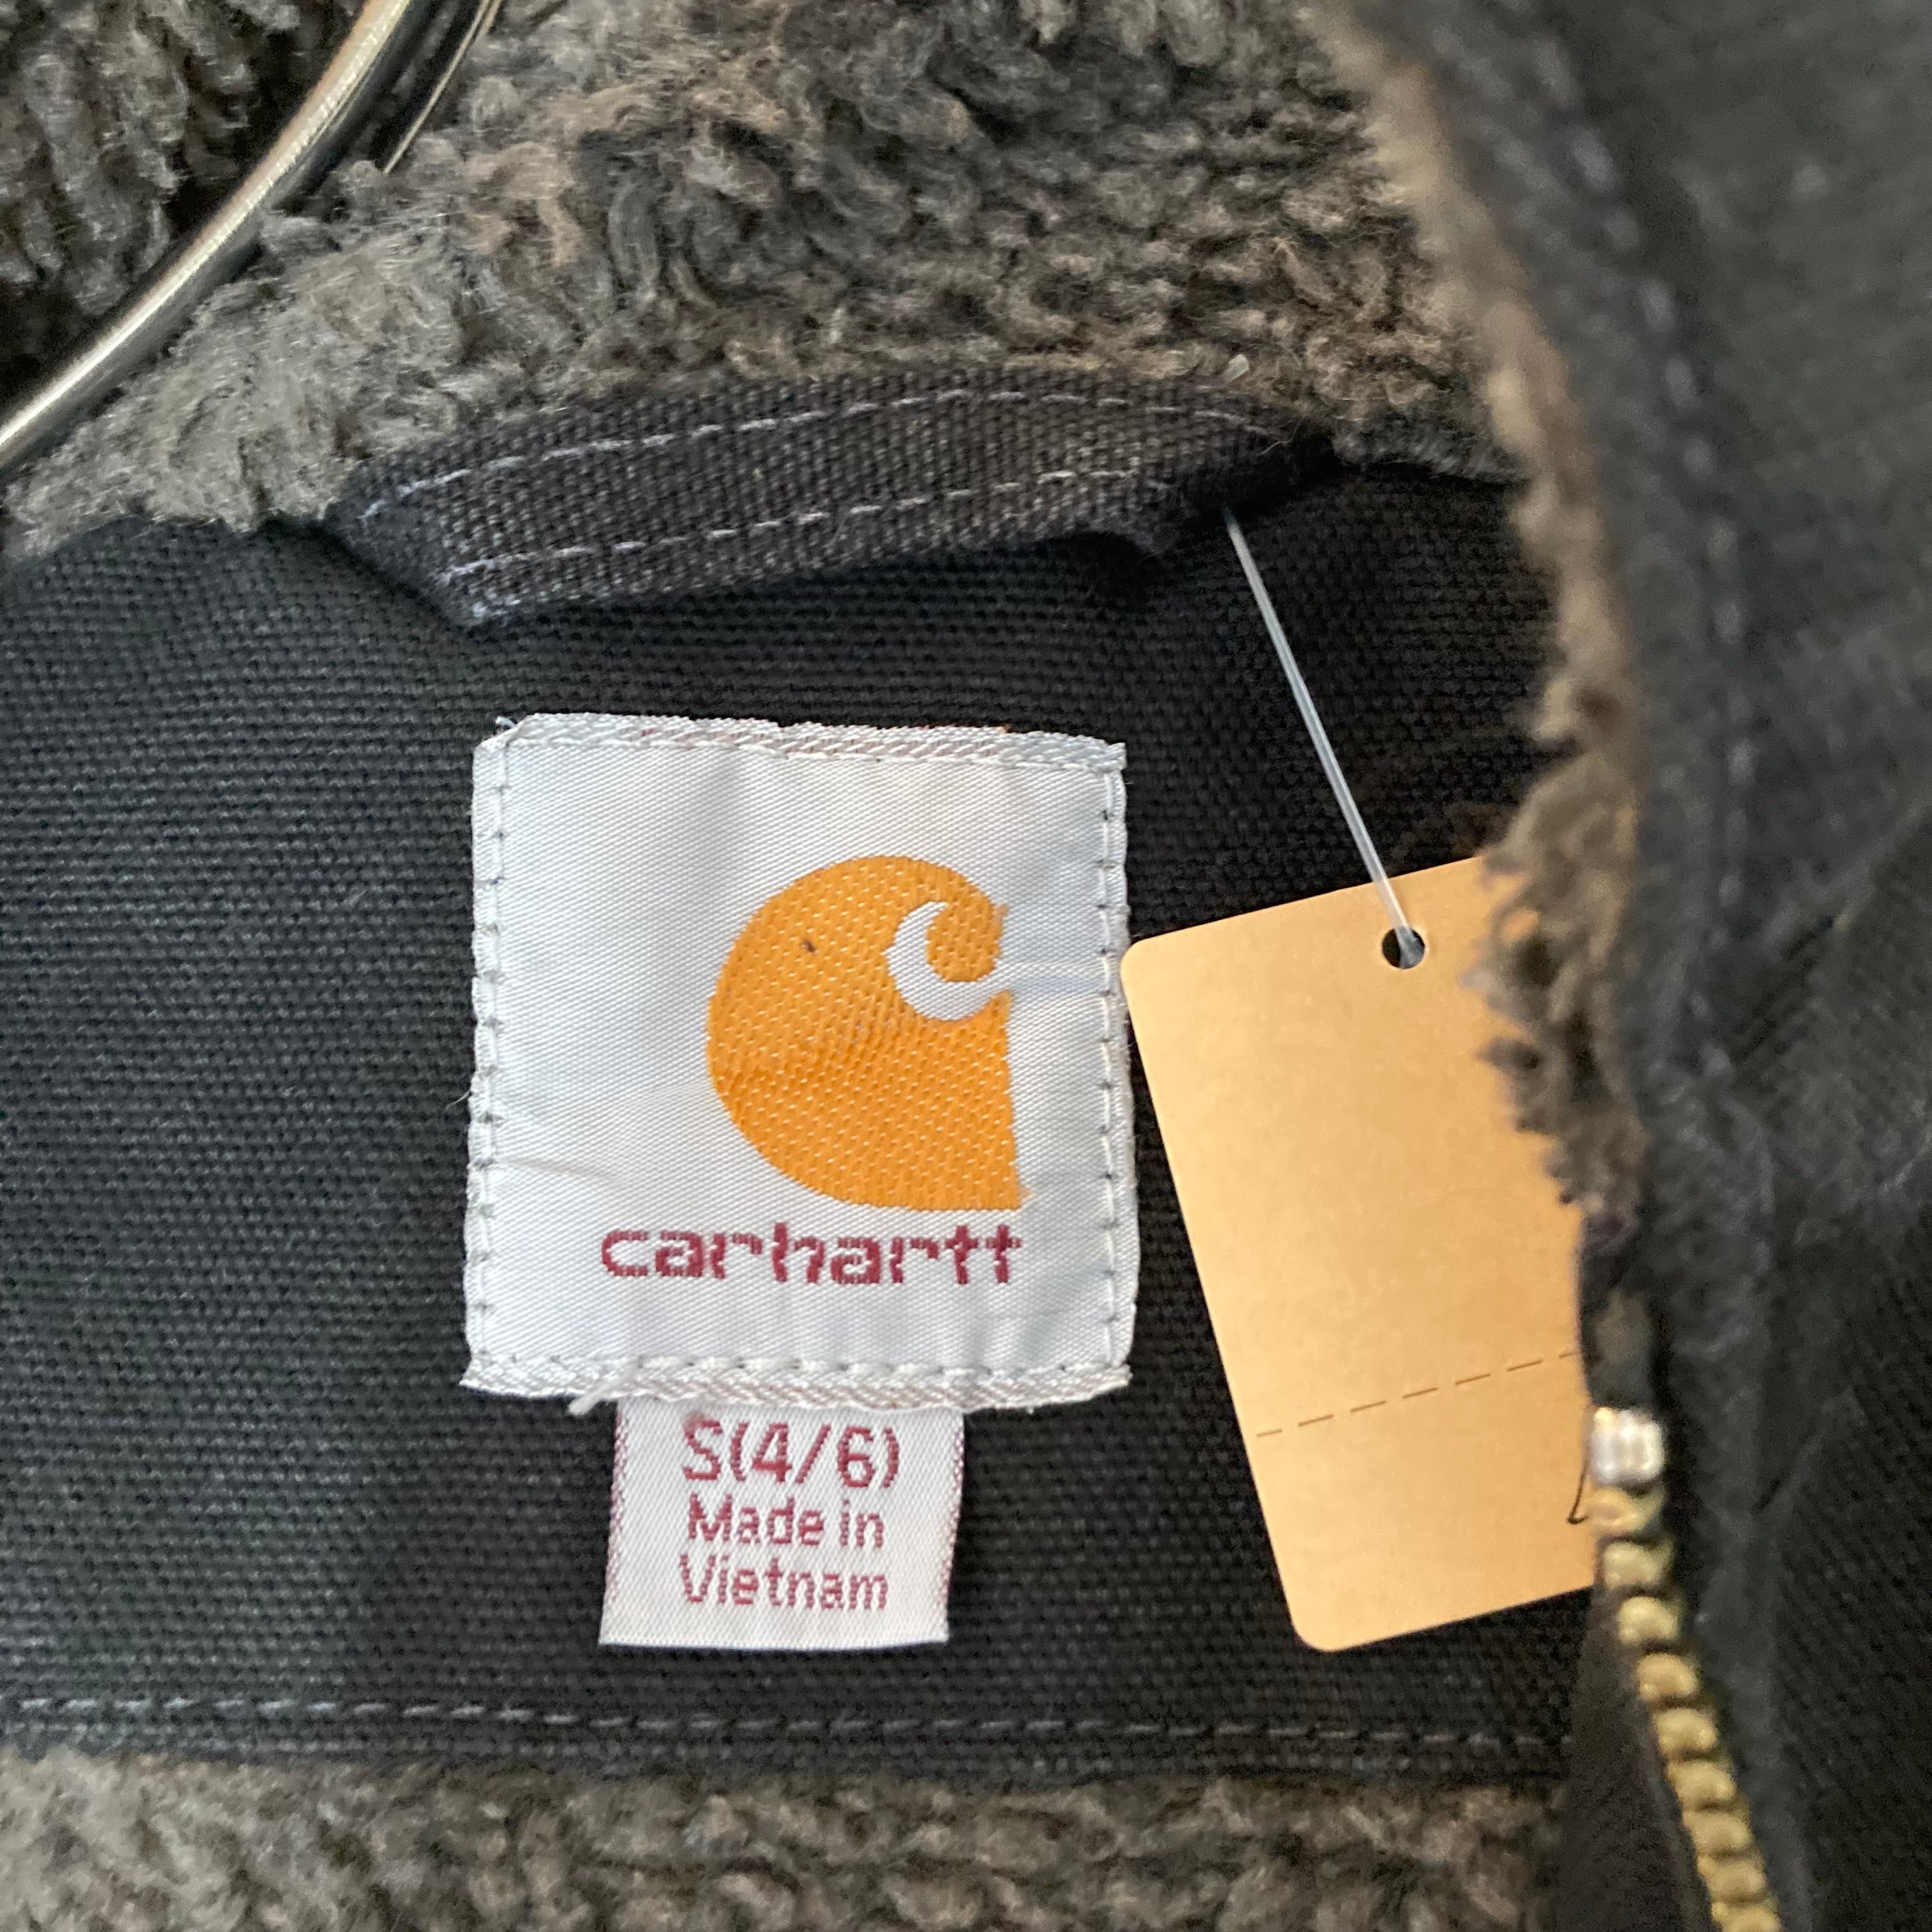 carhartt
S(4/6)
Made in
Vietnam